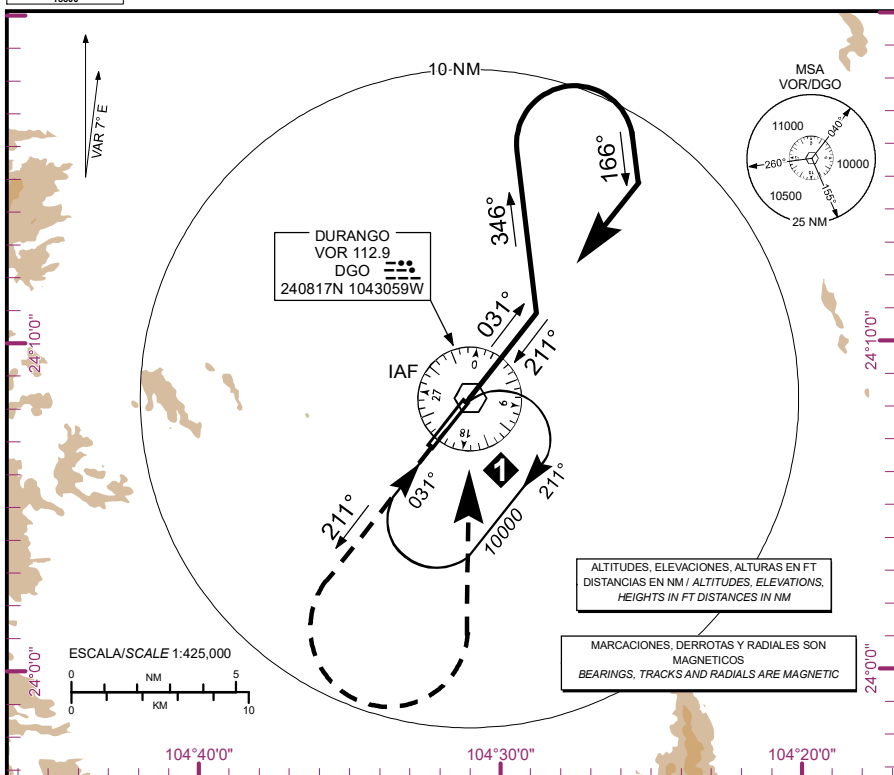 10 NM
VAR 7° E
MSA
VOR/DGO
11000
040°
260°
10000
10500
155°
25 NM
166°
346°
DURANGO
VOR 112.9
DGO
240817N 1043059W
031°
211°
24°10'0"
24°10'0"
IAF
0
27
9
18
1
031°
211°
211°
10000
ALTITUDES, ELEVACIONES, ALTURAS EN FT
DISTANCIAS EN NM / ALTITUDES, ELEVATIONS,
HEIGHTS IN FT DISTANCES IN NM
MARCACIONES, DERROTAS Y RADIALES SON
MAGNETICOS
BEARINGS, TRACKS AND RADIALS ARE MAGNETIC
ESCALA/SCALE 1:425,000
0 NM 5
0 KM 10
24°0'0"
24°0'0"
104°40'0"
104°30'0"
104°20'0"